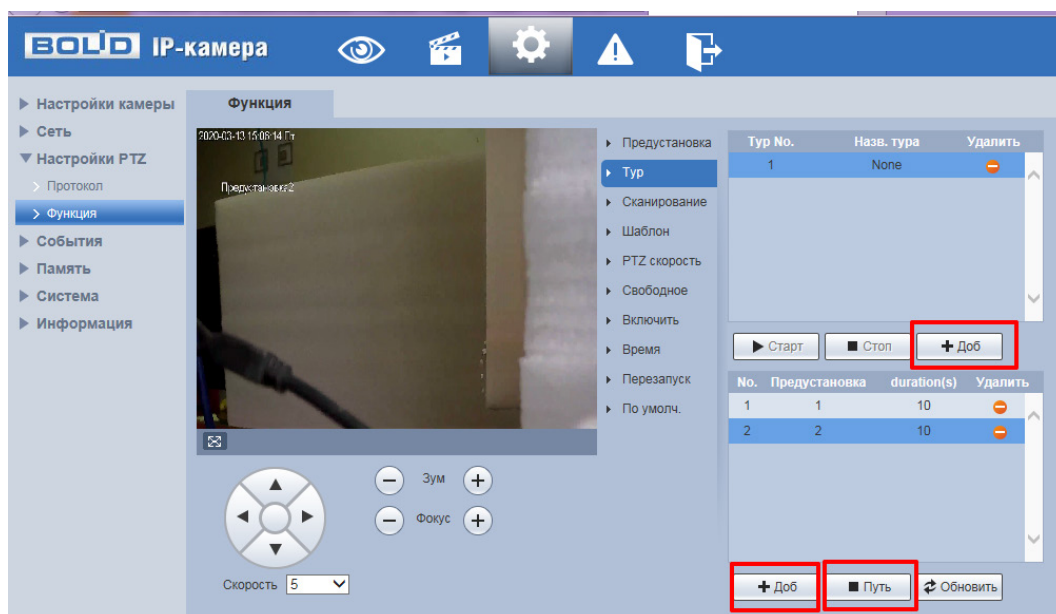 BOLID IP-камера
Настройки камеры
Сеть
Настройки PTZ
Протокол
Функция
События
Память
Система
Информация
Функция
2020-03-13 15:06:14 Пт
Предустановка2
Зум
Фокус
Скорость 5
Предустановка
Тур
Сканирование
Шаблон
PTZ скорость
Свободное
Включить
Время
Перезапуск
По умолч.
Тур No. Назв. тура Удалить
1 None
Старт Стоп Доб
No. Предустановка duration(s) Удалить
1 1 10
2 2 10
Доб Путь Обновить